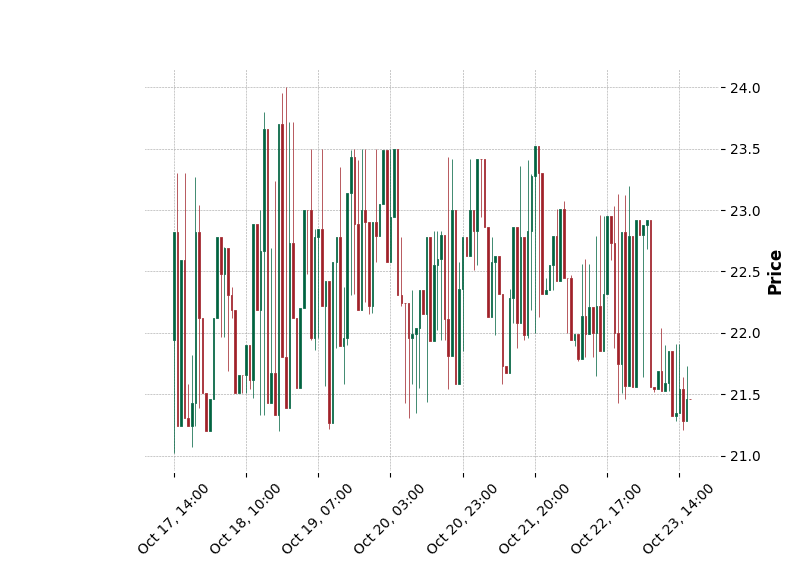 24.0
23.5
23.0
22.5
22.0
21.5
21.0
Price
Oct 17, 14:00
Oct 18, 10:00
Oct 19, 07:00
Oct 20, 03:00
Oct 20, 23:00
Oct 21, 20:00
Oct 22, 17:00
Oct 23, 14:00